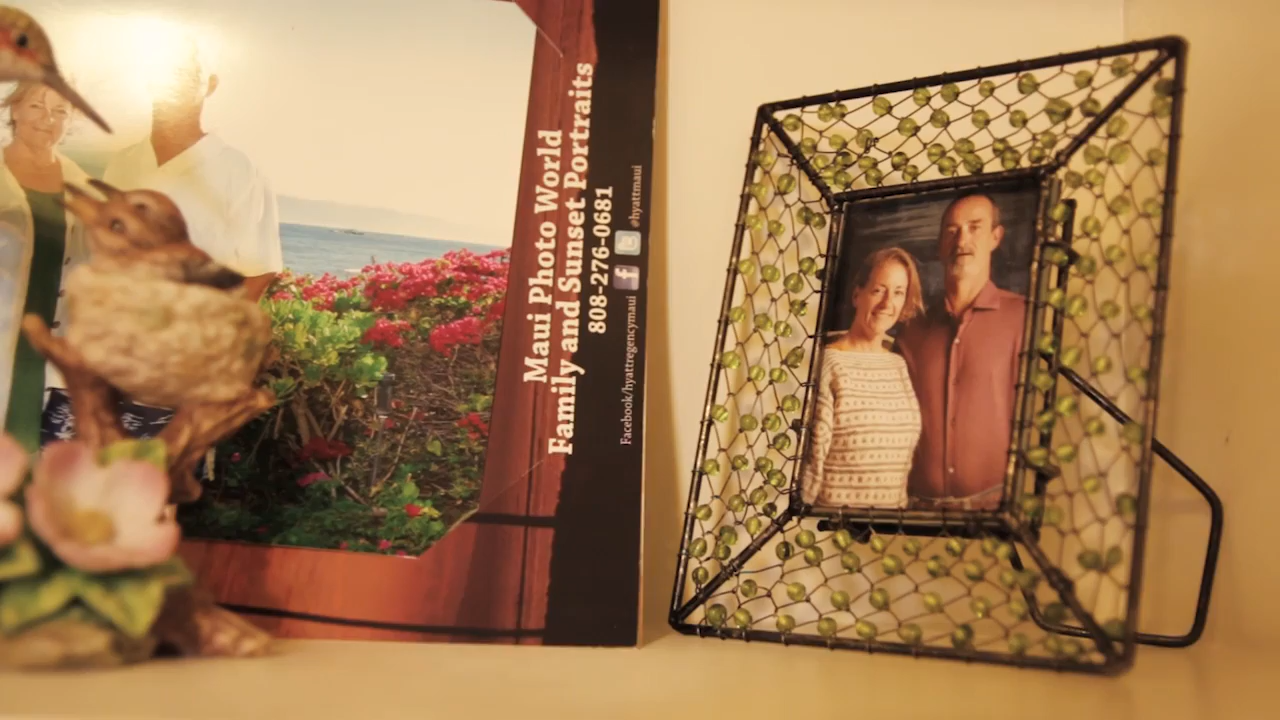 Maui Photo World
Family and Sunset Portraits
808-276-0681
Facebook/hyattregencymaui f @hyattmaui